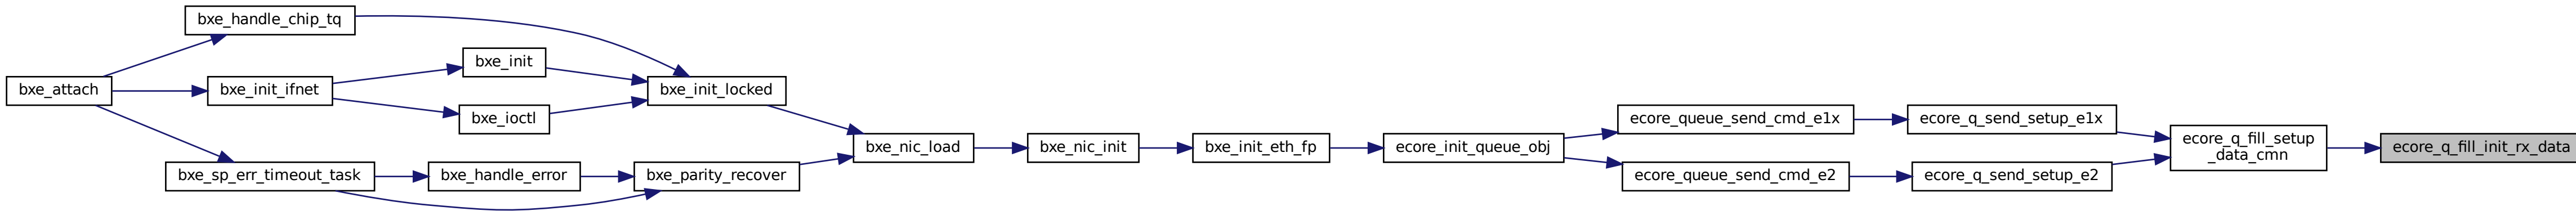 bxe_handle_chip_tq
bxe_init
bxe_attach
bxe_init_ifnet
bxe_init_locked
bxe_ioctl
ecore_queue_send_cmd_e1x
ecore_q_send_setup_e1x
bxe_nic_load
bxe_nic_init
bxe_init_eth_fp
ecore_init_queue_obj
ecore_q_fill_setup
_data_cmn
ecore_q_fill_init_rx_data
bxe_sp_err_timeout_task
bxe_handle_error
bxe_parity_recover
ecore_queue_send_cmd_e2
ecore_q_send_setup_e2